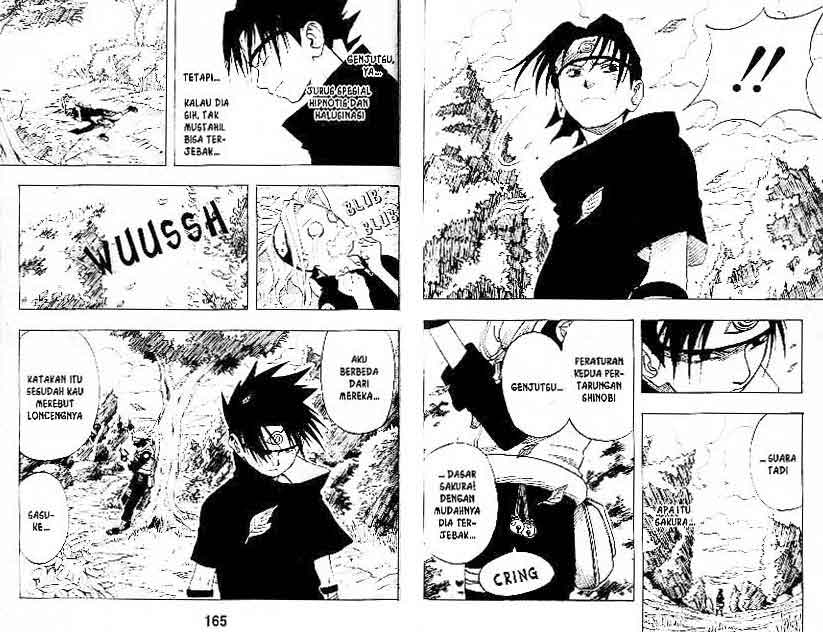 !!
... SUARA
TADI
APA ITU
SAKURA...
PERATURAN
KEDUA PER-
TARUNGAN
SHINOBI
GENJUTSU...
... DASAR
SAKURA!
DENGAN
MUDAHNYA
DIA TER-
JEBAK...
CRING
GENJUTSU,
YA...
JURUS SPESIAL
HIPNOTIS DAN
HALUSINASI
TETAPI...
KALAU DIA
SIH, TAK
MUSTAHIL
BISA TER-
JEBAK...
BLUB
BLUB
WUUSSH
AKU
BERBEDA
DARI
MEREKA...
KATAKAN ITU
SESUDAH KAU
MEREBUT
LONCENGNYA
SASU-
KE...
165